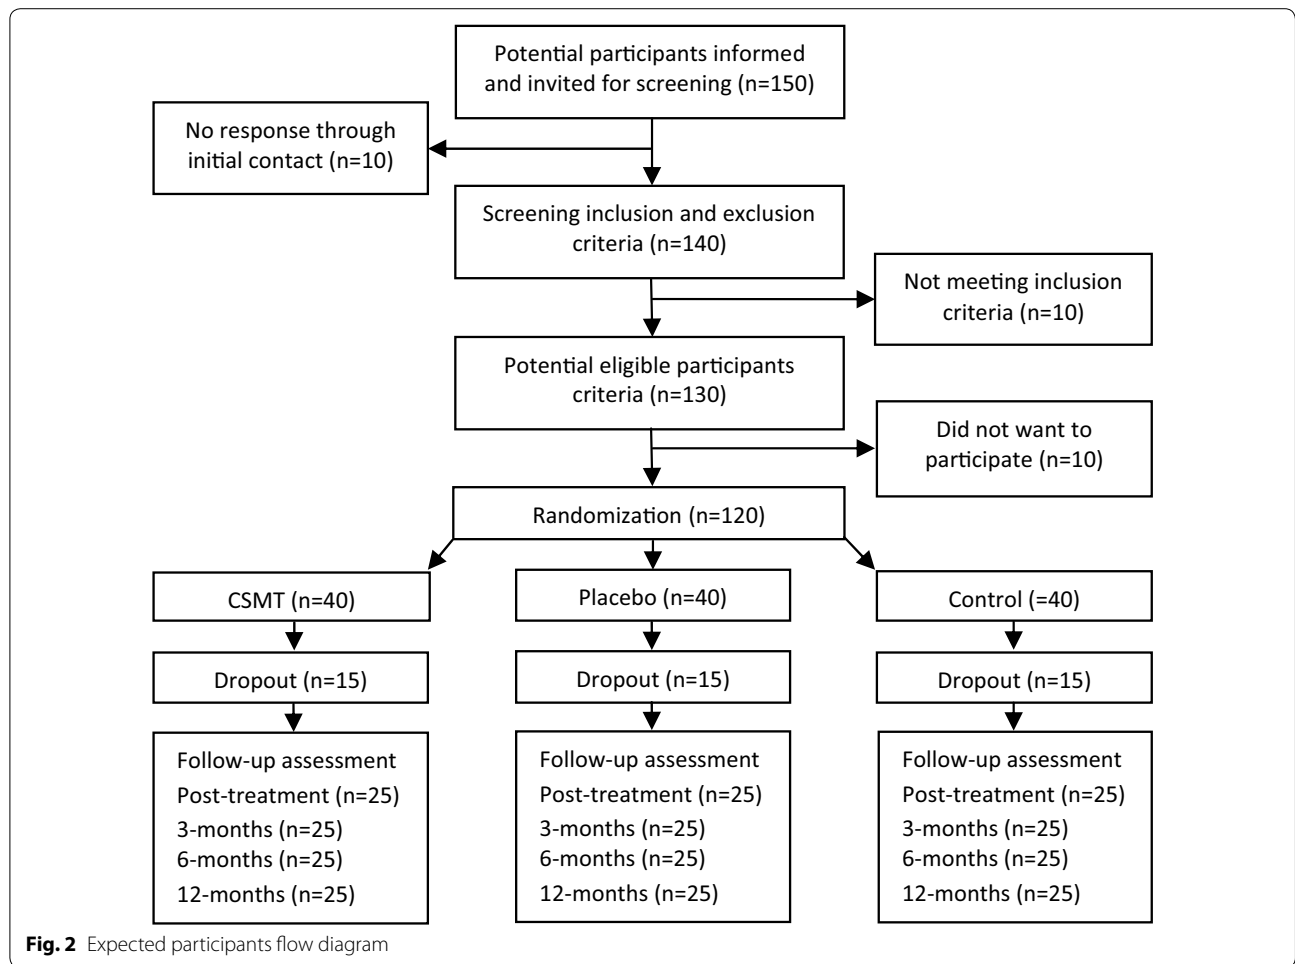 Potential participants informed
and invited for screening (n=150)
No response through
initial contact (n=10)
Screening inclusion and exclusion
criteria (n=140)
Not meeting inclusion
criteria (n=10)
Potential eligible participants
criteria (n=130)
Did not want to
participate (n=10)
Randomization (n=120)
CSMT (n=40)
Placebo (n=40)
Control (=40)
Dropout (n=15)
Dropout (n=15)
Dropout (n=15)
Follow-up assessment
Post-treatment (n=25)
3-months (n=25)
6-months (n=25)
12-months (n=25)
Follow-up assessment
Post-treatment (n=25)
3-months (n=25)
6-months (n=25)
12-months (n=25)
Follow-up assessment
Post-treatment (n=25)
3-months (n=25)
6-months (n=25)
12-months (n=25)
Fig. 2 Expected participants flow diagram